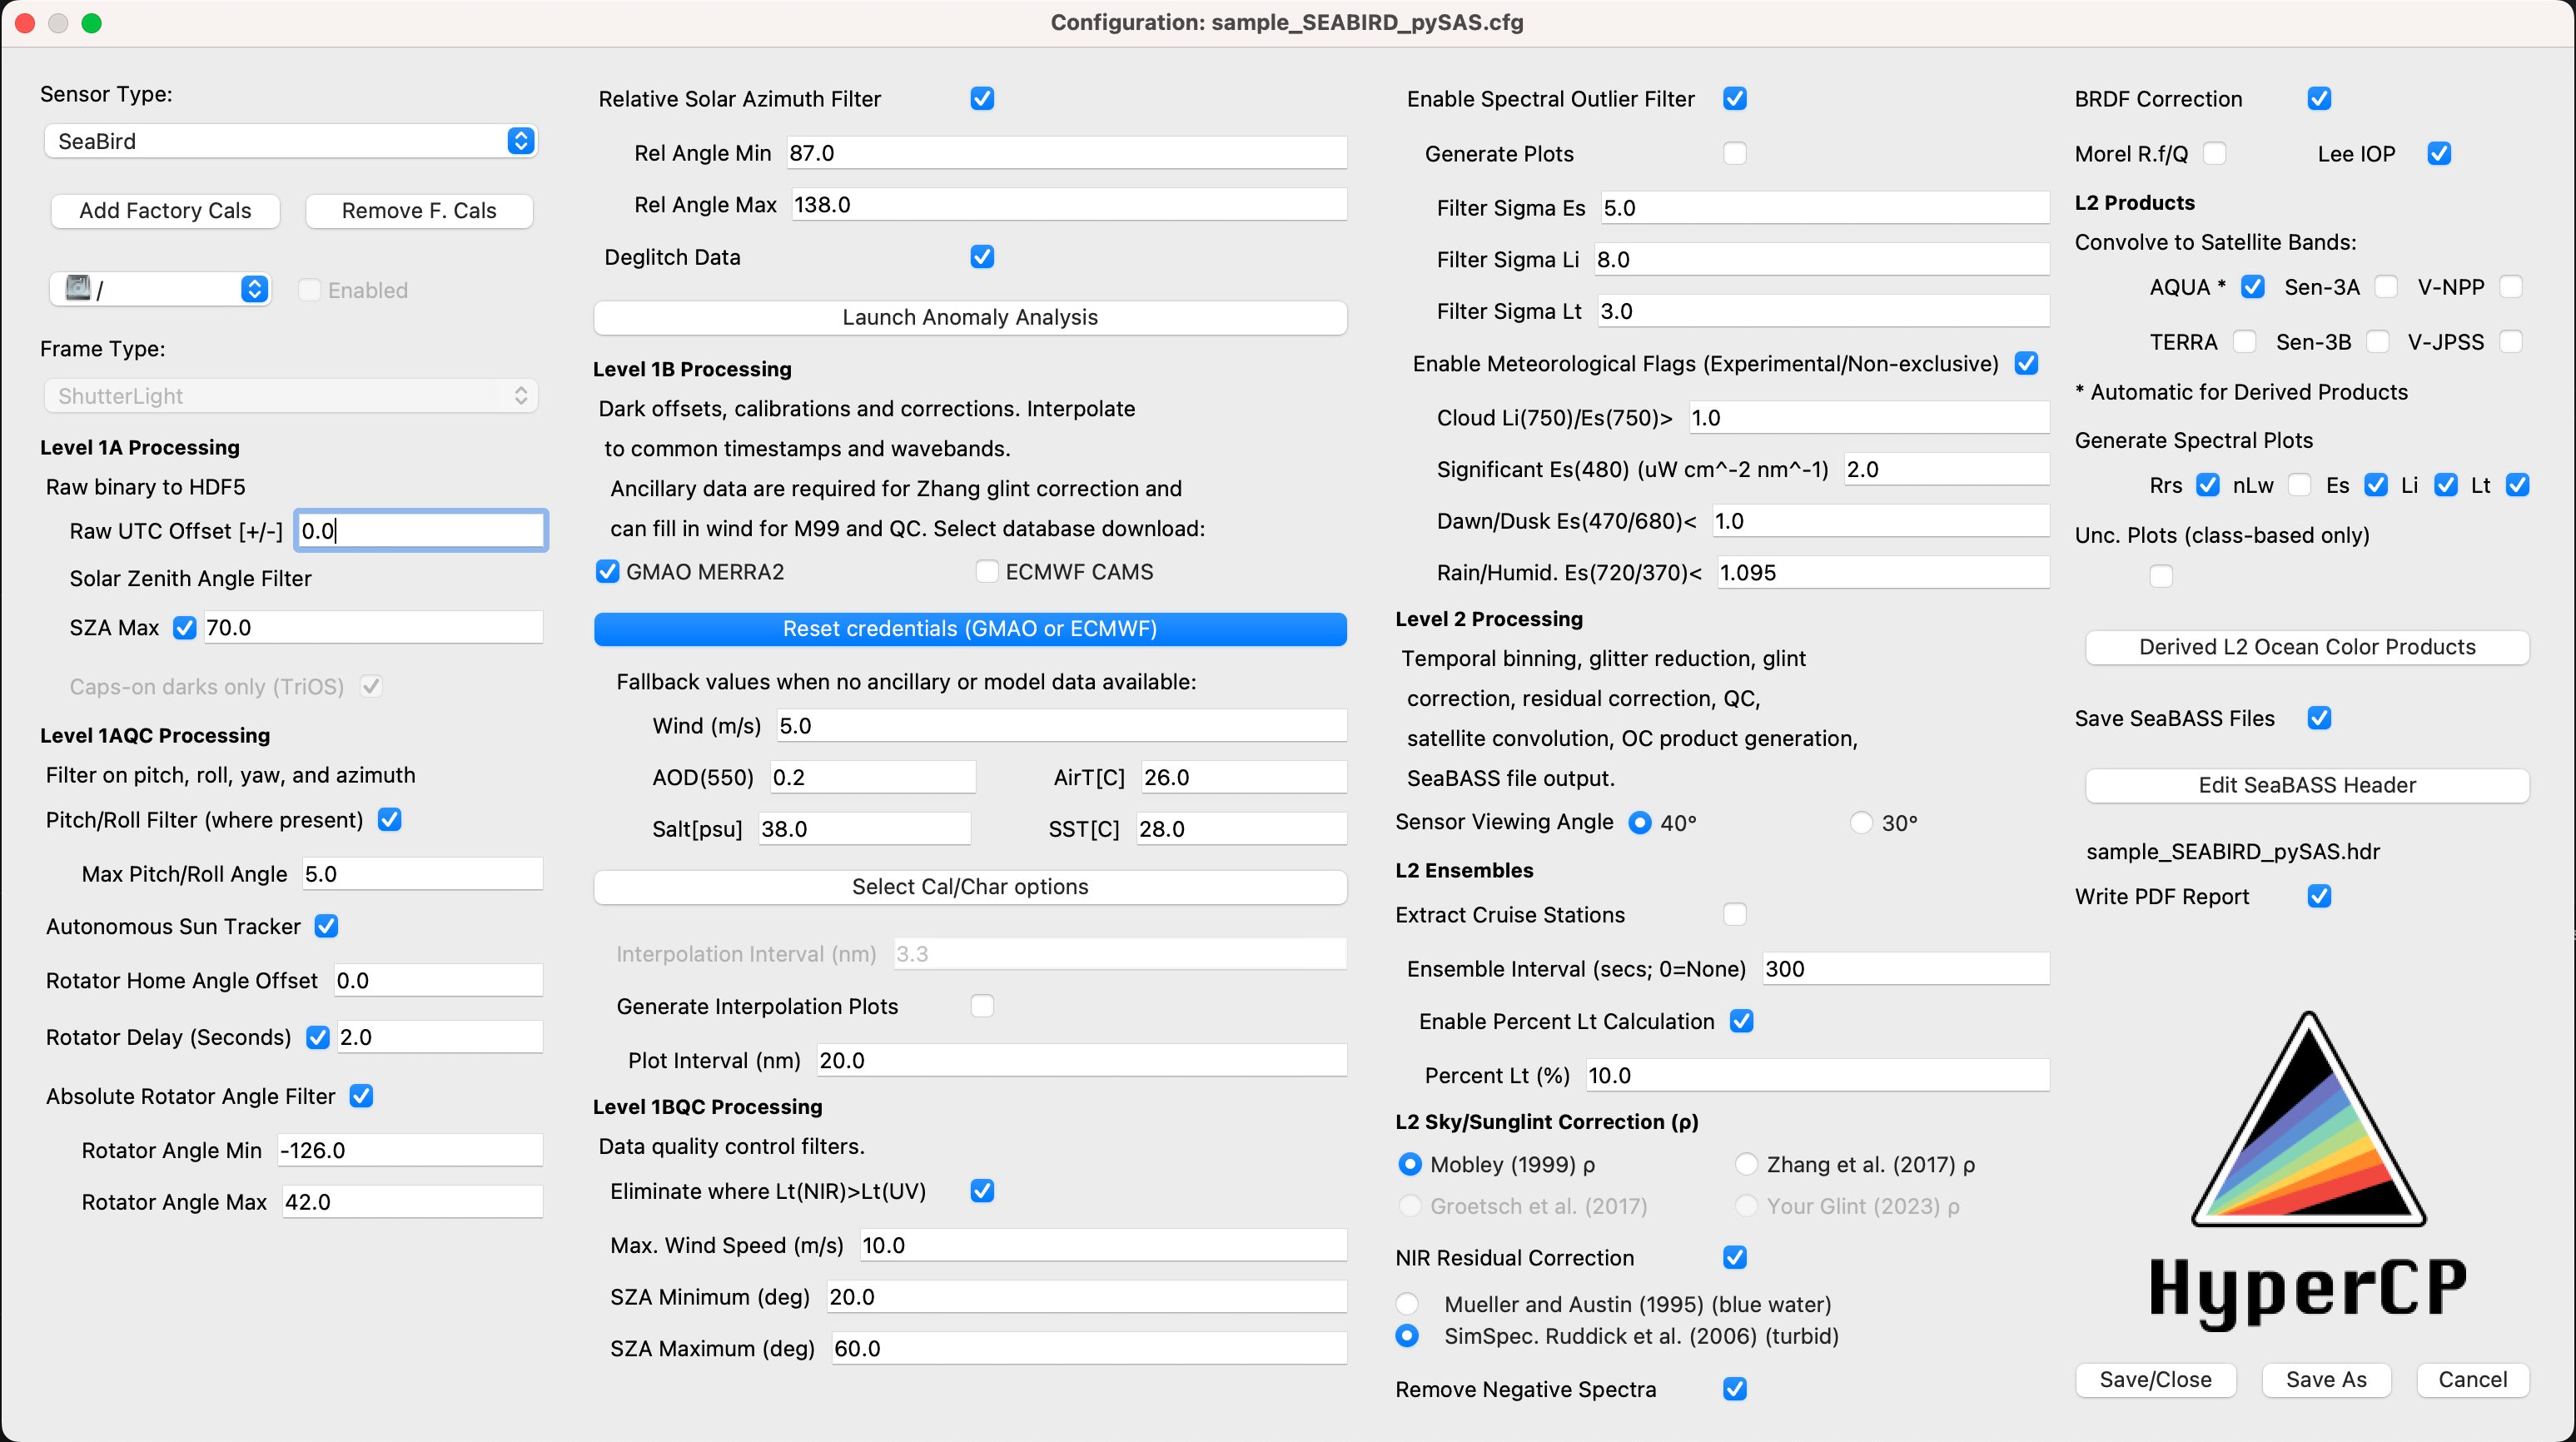 Configuration: sample_SEABIRD_pySAS.cfg
Sensor Type:
SeaBird
Add Factory Cals Remove F. Cals
/ Enabled
Frame Type:
ShutterLight
Level 1A Processing
Raw binary to HDF5
Raw UTC Offset [+/-] 0.0
Solar Zenith Angle Filter
SZA Max 70.0
Caps-on darks only (TriOS)
Level 1AQC Processing
Filter on pitch, roll, yaw, and azimuth
Pitch/Roll Filter (where present)
Max Pitch/Roll Angle 5.0
Autonomous Sun Tracker
Rotator Home Angle Offset 0.0
Rotator Delay (Seconds) 2.0
Absolute Rotator Angle Filter
Rotator Angle Min -126.0
Rotator Angle Max 42.0
Relative Solar Azimuth Filter
Rel Angle Min 87.0
Rel Angle Max 138.0
Deglitch Data
Launch Anomaly Analysis
Level 1B Processing
Dark offsets, calibrations and corrections. Interpolate
to common timestamps and wavebands.
Ancillary data are required for Zhang glint correction and
can fill in wind for M99 and QC. Select database download:
GMAO MERRA2 ECMWF CAMS
Reset credentials (GMAO or ECMWF)
Fallback values when no ancillary or model data available:
Wind (m/s) 5.0
AOD(550) 0.2 AirT[C] 26.0
Salt[psu] 38.0 SST[C] 28.0
Select Cal/Char options
Interpolation Interval (nm) 3.3
Generate Interpolation Plots
Plot Interval (nm) 20.0
Level 1BQC Processing
Data quality control filters.
Eliminate where Lt(NIR)>Lt(UV)
Max. Wind Speed (m/s) 10.0
SZA Minimum (deg) 20.0
SZA Maximum (deg) 60.0
Enable Spectral Outlier Filter
Generate Plots
Filter Sigma Es 5.0
Filter Sigma Li 8.0
Filter Sigma Lt 3.0
Enable Meteorological Flags (Experimental/Non-exclusive)
Cloud Li(750)/Es(750)> 1.0
Significant Es(480) (uW cm^-2 nm^-1) 2.0
Dawn/Dusk Es(470/680)< 1.0
Rain/Humid. Es(720/370)< 1.095
Level 2 Processing
Temporal binning, glitter reduction, glint
correction, residual correction, QC,
satellite convolution, OC product generation,
SeaBASS file output.
Sensor Viewing Angle 40° 30°
L2 Ensembles
Extract Cruise Stations
Ensemble Interval (secs; 0=None) 300
Enable Percent Lt Calculation
Percent Lt (%) 10.0
L2 Sky/Sunglint Correction (ρ)
Mobley (1999) ρ Zhang et al. (2017) ρ
Groetsch et al. (2017) Your Glint (2023) ρ
NIR Residual Correction
Mueller and Austin (1995) (blue water)
SimSpec. Ruddick et al. (2006) (turbid)
Remove Negative Spectra
BRDF Correction
Morel R.f/Q Lee IOP
L2 Products
Convolve to Satellite Bands:
AQUA * Sen-3A V-NPP
TERRA Sen-3B V-JPSS
* Automatic for Derived Products
Generate Spectral Plots
Rrs nLw Es Li Lt
Unc. Plots (class-based only)
Derived L2 Ocean Color Products
Save SeaBASS Files
Edit SeaBASS Header
sample_SEABIRD_pySAS.hdr
Write PDF Report
HyperCP
Save/Close Save As Cancel